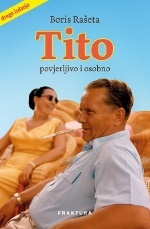 drugo izdanje
Boris Rašeta
Tito
povjerljivo i osobno
FRAKTURA